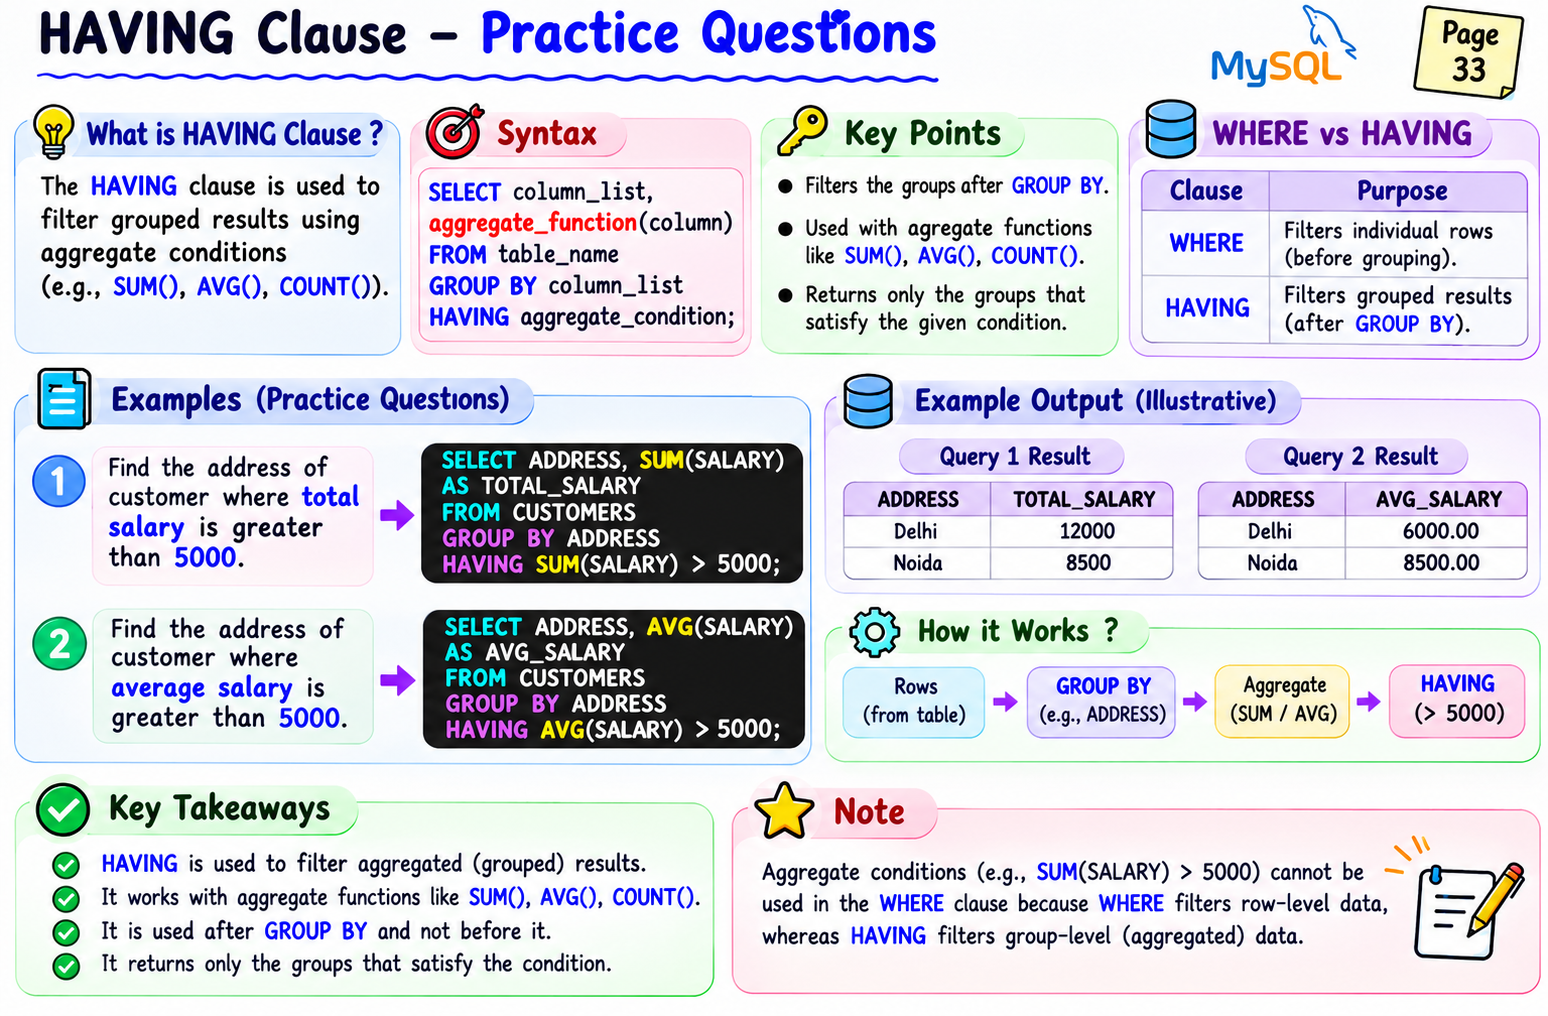 HAVING Clause – Practice Questions
MySQL
Page
33
What is HAVING Clause ?
The HAVING clause is used to
filter grouped results using
aggregate conditions
(e.g., SUM(), AVG(), COUNT()).
Syntax
SELECT column_list,
aggregate_function(column)
FROM table_name
GROUP BY column_list
HAVING aggregate_condition;
Key Points
● Filters the groups after GROUP BY.
● Used with agregate functions
like SUM(), AVG(), COUNT().
● Returns only the groups that
satisfy the given condition.
WHERE vs HAVING
Clause Purpose
WHERE Filters individual rows
(before grouping).
HAVING Filters grouped results
(after GROUP BY).
Examples (Practice Questions)
1
Find the address of
customer where total
salary is greater
than 5000.
SELECT ADDRESS, SUM(SALARY)
AS TOTAL_SALARY
FROM CUSTOMERS
GROUP BY ADDRESS
HAVING SUM(SALARY) > 5000;
2
Find the address of
customer where
average salary is
greater than 5000.
SELECT ADDRESS, AVG(SALARY)
AS AVG_SALARY
FROM CUSTOMERS
GROUP BY ADDRESS
HAVING AVG(SALARY) > 5000;
Example Output (Illustrative)
Query 1 Result
ADDRESS TOTAL_SALARY
Delhi 12000
Noida 8500
Query 2 Result
ADDRESS AVG_SALARY
Delhi 6000.00
Noida 8500.00
How it Works ?
Rows
(from table)
GROUP BY
(e.g., ADDRESS)
Aggregate
(SUM / AVG)
HAVING
(> 5000)
Key Takeaways
HAVING is used to filter aggregated (grouped) results.
It works with aggregate functions like SUM(), AVG(), COUNT().
It is used after GROUP BY and not before it.
It returns only the groups that satisfy the condition.
Note
Aggregate conditions (e.g., SUM(SALARY) > 5000) cannot be
used in the WHERE clause because WHERE filters row-level data,
whereas HAVING filters group-level (aggregated) data.